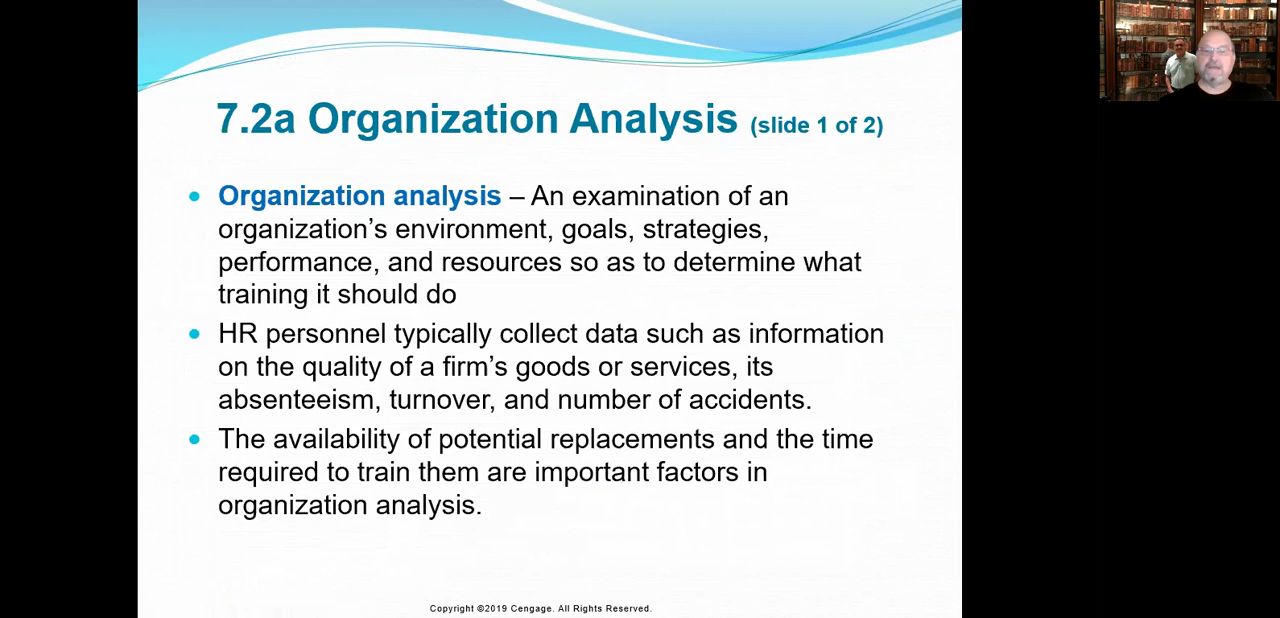 7.2a Organization Analysis (slide 1 of 2)
• Organization analysis – An examination of an
organization’s environment, goals, strategies,
performance, and resources so as to determine what
training it should do
• HR personnel typically collect data such as information
on the quality of a firm’s goods or services, its
absenteeism, turnover, and number of accidents.
• The availability of potential replacements and the time
required to train them are important factors in
organization analysis.
Copyright ©2019 Cengage. All Rights Reserved.